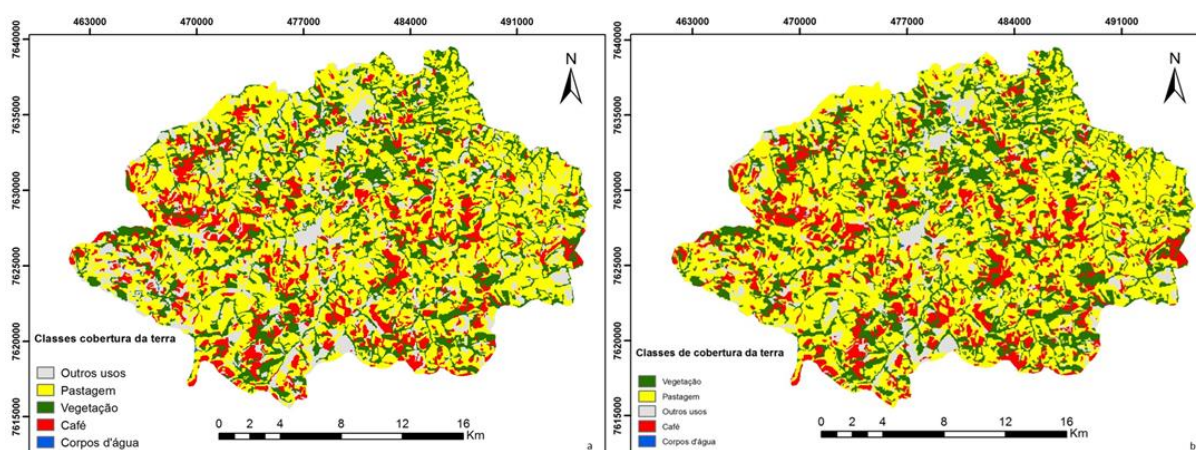 463000 470000 477000 484000 491000
7640000
7635000
7630000
7625000
7620000
7615000
N
Classes cobertura da terra
Outros usos
Pastagem
Vegetação
Café
Corpos d'água
0 2 4 8 12 16
Km
a
463000 470000 477000 484000 491000
7640000
7635000
7630000
7625000
7620000
7615000
N
Classes de cobertura da terra
Vegetação
Pastagem
Outros usos
Café
Corpos d'água
0 2 4 8 12 16
Km
b